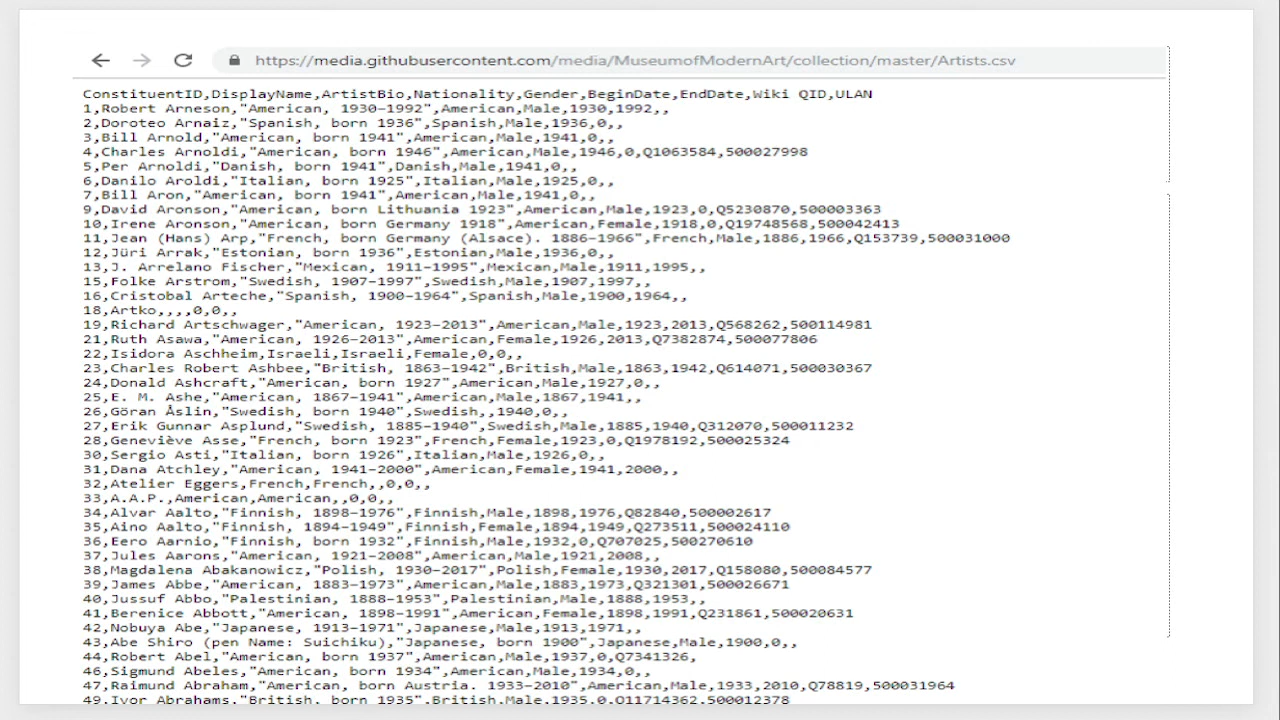 https://media.githubusercontent.com/media/MuseumofModernArt/collection/master/Artists.csv
ConstituentID,DisplayName,ArtistBio,Nationality,Gender,BeginDate,EndDate,Wiki QID,ULAN
1,Robert Arneson,"American, 1930-1992",American,Male,1930,1992,,
2,Doroteo Arnaiz,"Spanish, born 1936",Spanish,Male,1936,0,,
3,Bill Arnold,"American, born 1941",American,Male,1941,0,,
4,Charles Arnoldi,"American, born 1946",American,Male,1946,0,Q1063584,500027998
5,Per Arnoldi,"Danish, born 1941",Danish,Male,1941,0,,
6,Danilo Aroldi,"Italian, born 1925",Italian,Male,1925,0,,
7,Bill Aron,"American, born 1941",American,Male,1941,0,,
9,David Aronson,"American, born Lithuania 1923",American,Male,1923,0,Q5230870,500003363
10,Irene Aronson,"American, born Germany 1918",American,Female,1918,0,Q19748568,500042413
11,Jean (Hans) Arp,"French, born Germany (Alsace). 1886-1966",French,Male,1886,1966,Q153739,500031000
12,Jüri Arrak,"Estonian, born 1936",Estonian,Male,1936,0,,
13,J. Arrelano Fischer,"Mexican, 1911-1995",Mexican,Male,1911,1995,,
15,Folke Arstrom,"Swedish, 1907-1997",Swedish,Male,1907,1997,,
16,Cristobal Arteche,"Spanish, 1900-1964",Spanish,Male,1900,1964,,
18,Artko,,,,0,0,,
19,Richard Artschwager,"American, 1923-2013",American,Male,1923,2013,Q568262,500114981
21,Ruth Asawa,"American, 1926-2013",American,Female,1926,2013,Q7382874,500077806
22,Isidora Aschheim,Israeli,Israeli,Female,0,0,,
23,Charles Robert Ashbee,"British, 1863-1942",British,Male,1863,1942,Q614071,500030367
24,Donald Ashcraft,"American, born 1927",American,Male,1927,0,,
25,E. M. Ashe,"American, 1867-1941",American,Male,1867,1941,,
26,Göran Åslin,"Swedish, born 1940",Swedish,,1940,0,,
27,Erik Gunnar Asplund,"Swedish, 1885-1940",Swedish,Male,1885,1940,Q312070,500011232
28,Geneviève Asse,"French, born 1923",French,Female,1923,0,Q1978192,500025324
30,Sergio Asti,"Italian, born 1926",Italian,Male,1926,0,,
31,Dana Atchley,"American, 1941-2000",American,Female,1941,2000,,
32,Atelier Eggers,French,French,,0,0,,
33,A.A.P.,American,American,,0,0,,
34,Alvar Aalto,"Finnish, 1898-1976",Finnish,Male,1898,1976,Q82840,500002617
35,Aino Aalto,"Finnish, 1894-1949",Finnish,Female,1894,1949,Q273511,500024110
36,Eero Aarnio,"Finnish, born 1932",Finnish,Male,1932,0,Q707025,500270610
37,Jules Aarons,"American, 1921-2008",American,Male,1921,2008,,
38,Magdalena Abakanowicz,"Polish, 1930-2017",Polish,Female,1930,2017,Q158080,500084577
39,James Abbe,"American, 1883-1973",American,Male,1883,1973,Q321301,500026671
40,Jussuf Abbo,"Palestinian, 1888-1953",Palestinian,Male,1888,1953,,
41,Berenice Abbott,"American, 1898-1991",American,Female,1898,1991,Q231861,500020631
42,Nobuya Abe,"Japanese, 1913-1971",Japanese,Male,1913,1971,,
43,Abe Shiro (pen Name: Suichiku),"Japanese, born 1900",Japanese,Male,1900,0,,
44,Robert Abel,"American, born 1937",American,Male,1937,0,Q7341326,
46,Sigmund Abeles,"American, born 1934",American,Male,1934,0,,
47,Raimund Abraham,"American, born Austria. 1933-2010",American,Male,1933,2010,Q78819,500031964
49,Ivor Abrahams,"British, born 1935",British,Male,1935,0,Q11714362,500012378